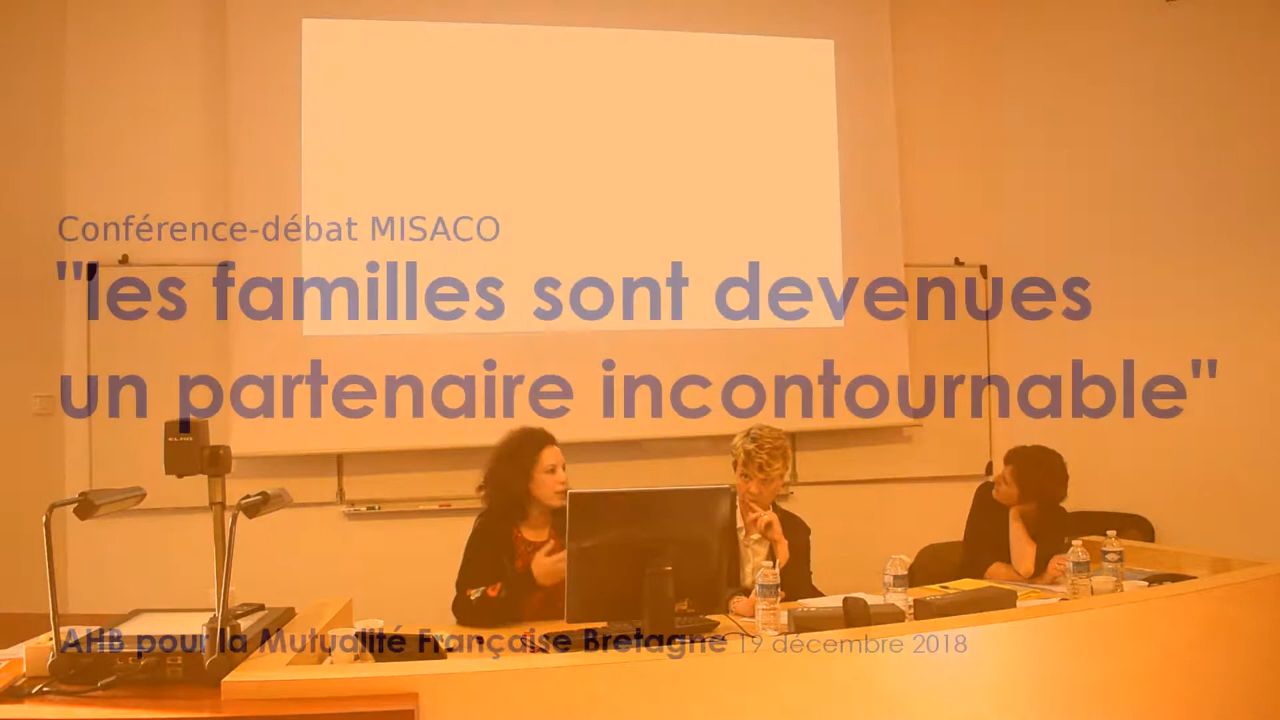 Conférence-débat MISACO
"les familles sont devenues
un partenaire incontournable"
ELMO
AHB pour la Mutualité Française Bretagne 19 décembre 2018